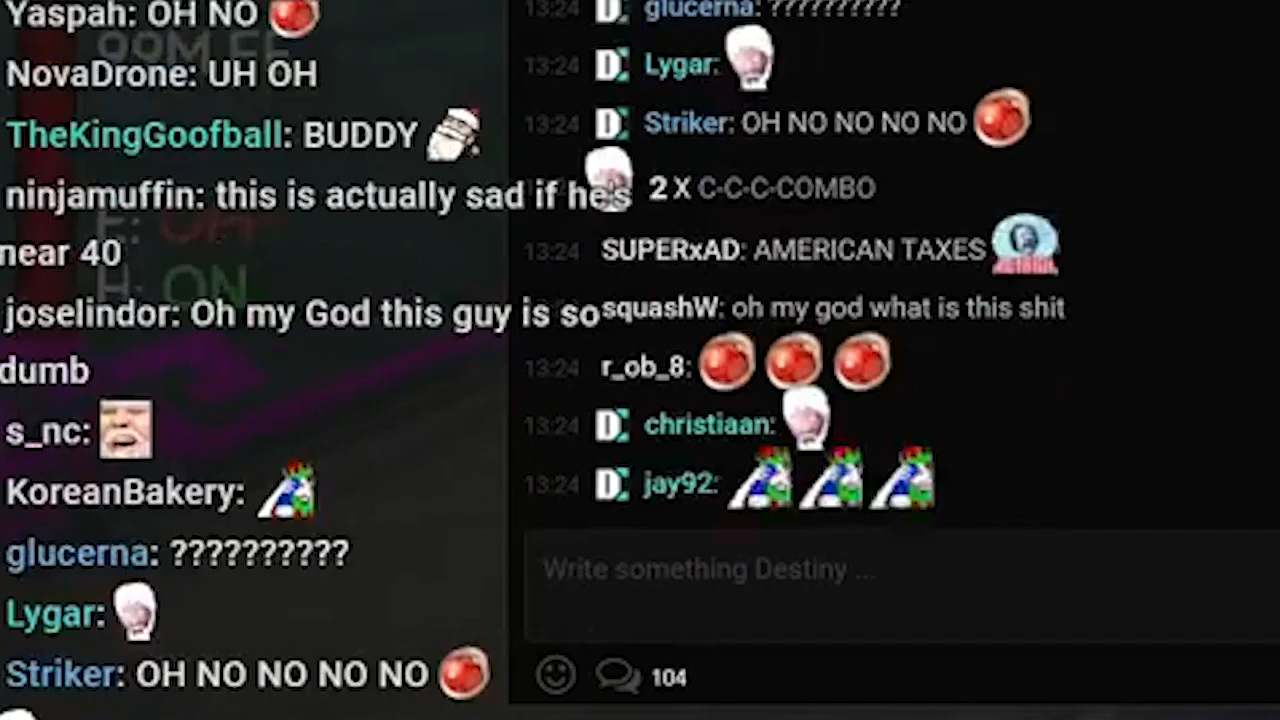 Yaspah: OH NO
NovaDrone: UH OH
TheKingGoofball: BUDDY
ninjamuffin: this is actually sad if he's
near 40
joselindor: Oh my God this guy is so
dumb
s_nc:
KoreanBakery:
glucerna: ??????????
Lygar:
Striker: OH NO NO NO NO
E: OFF
H: ON
13:24 glucerna: ??????????
13:24 Lygar:
13:24 Striker: OH NO NO NO NO
2 X C-C-C-COMBO
13:24 SUPERxAD: AMERICAN TAXES
squashW: oh my god what is this shit
13:24 r_ob_8:
13:24 christiaan:
13:24 jay92:
Write something Destiny ...
104